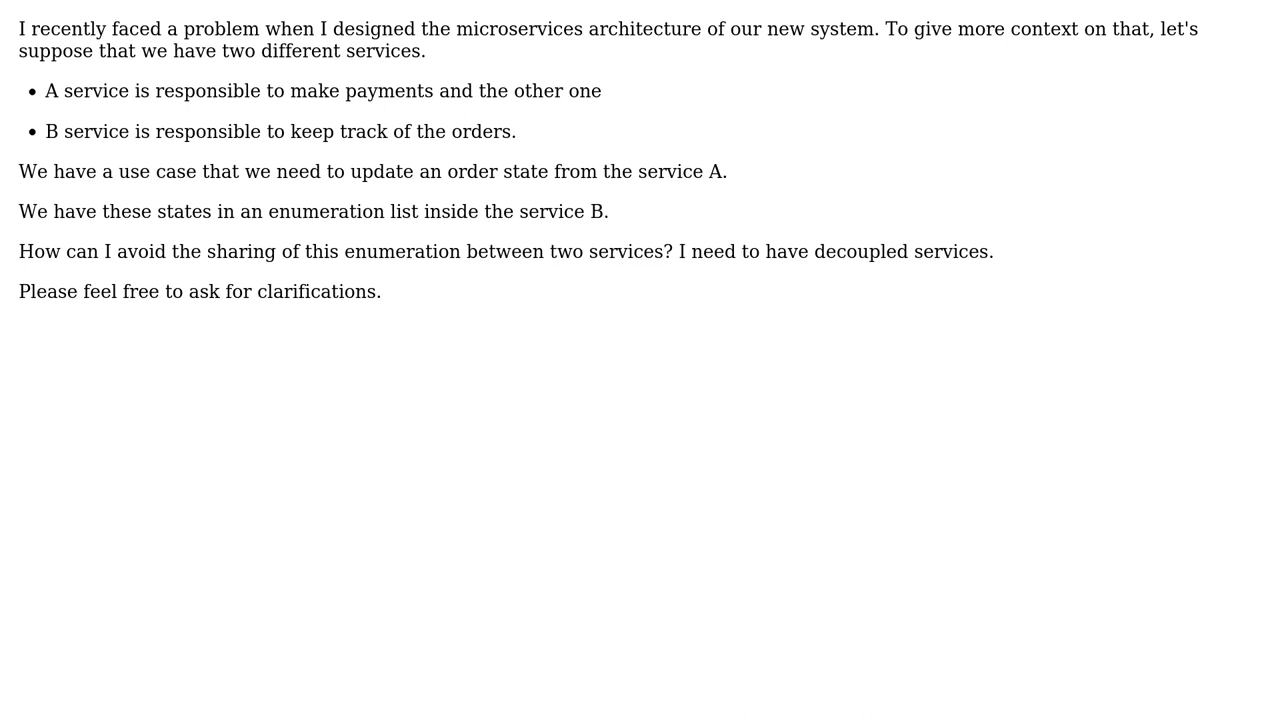 I recently faced a problem when I designed the microservices architecture of our new system. To give more context on that, let's
suppose that we have two different services.
• A service is responsible to make payments and the other one
• B service is responsible to keep track of the orders.
We have a use case that we need to update an order state from the service A.
We have these states in an enumeration list inside the service B.
How can I avoid the sharing of this enumeration between two services? I need to have decoupled services.
Please feel free to ask for clarifications.